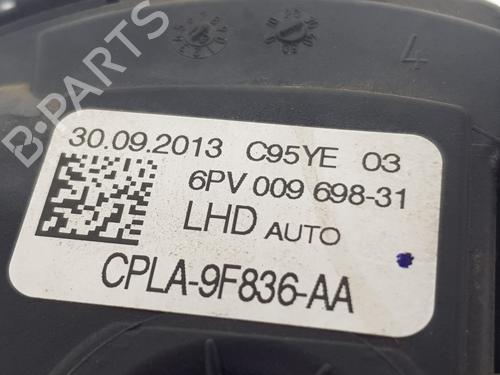 4
B-PARTS
30.09.2013 C95YE 03
6PV 009 698-31
LHD AUTO
CPLA-9F836-AA